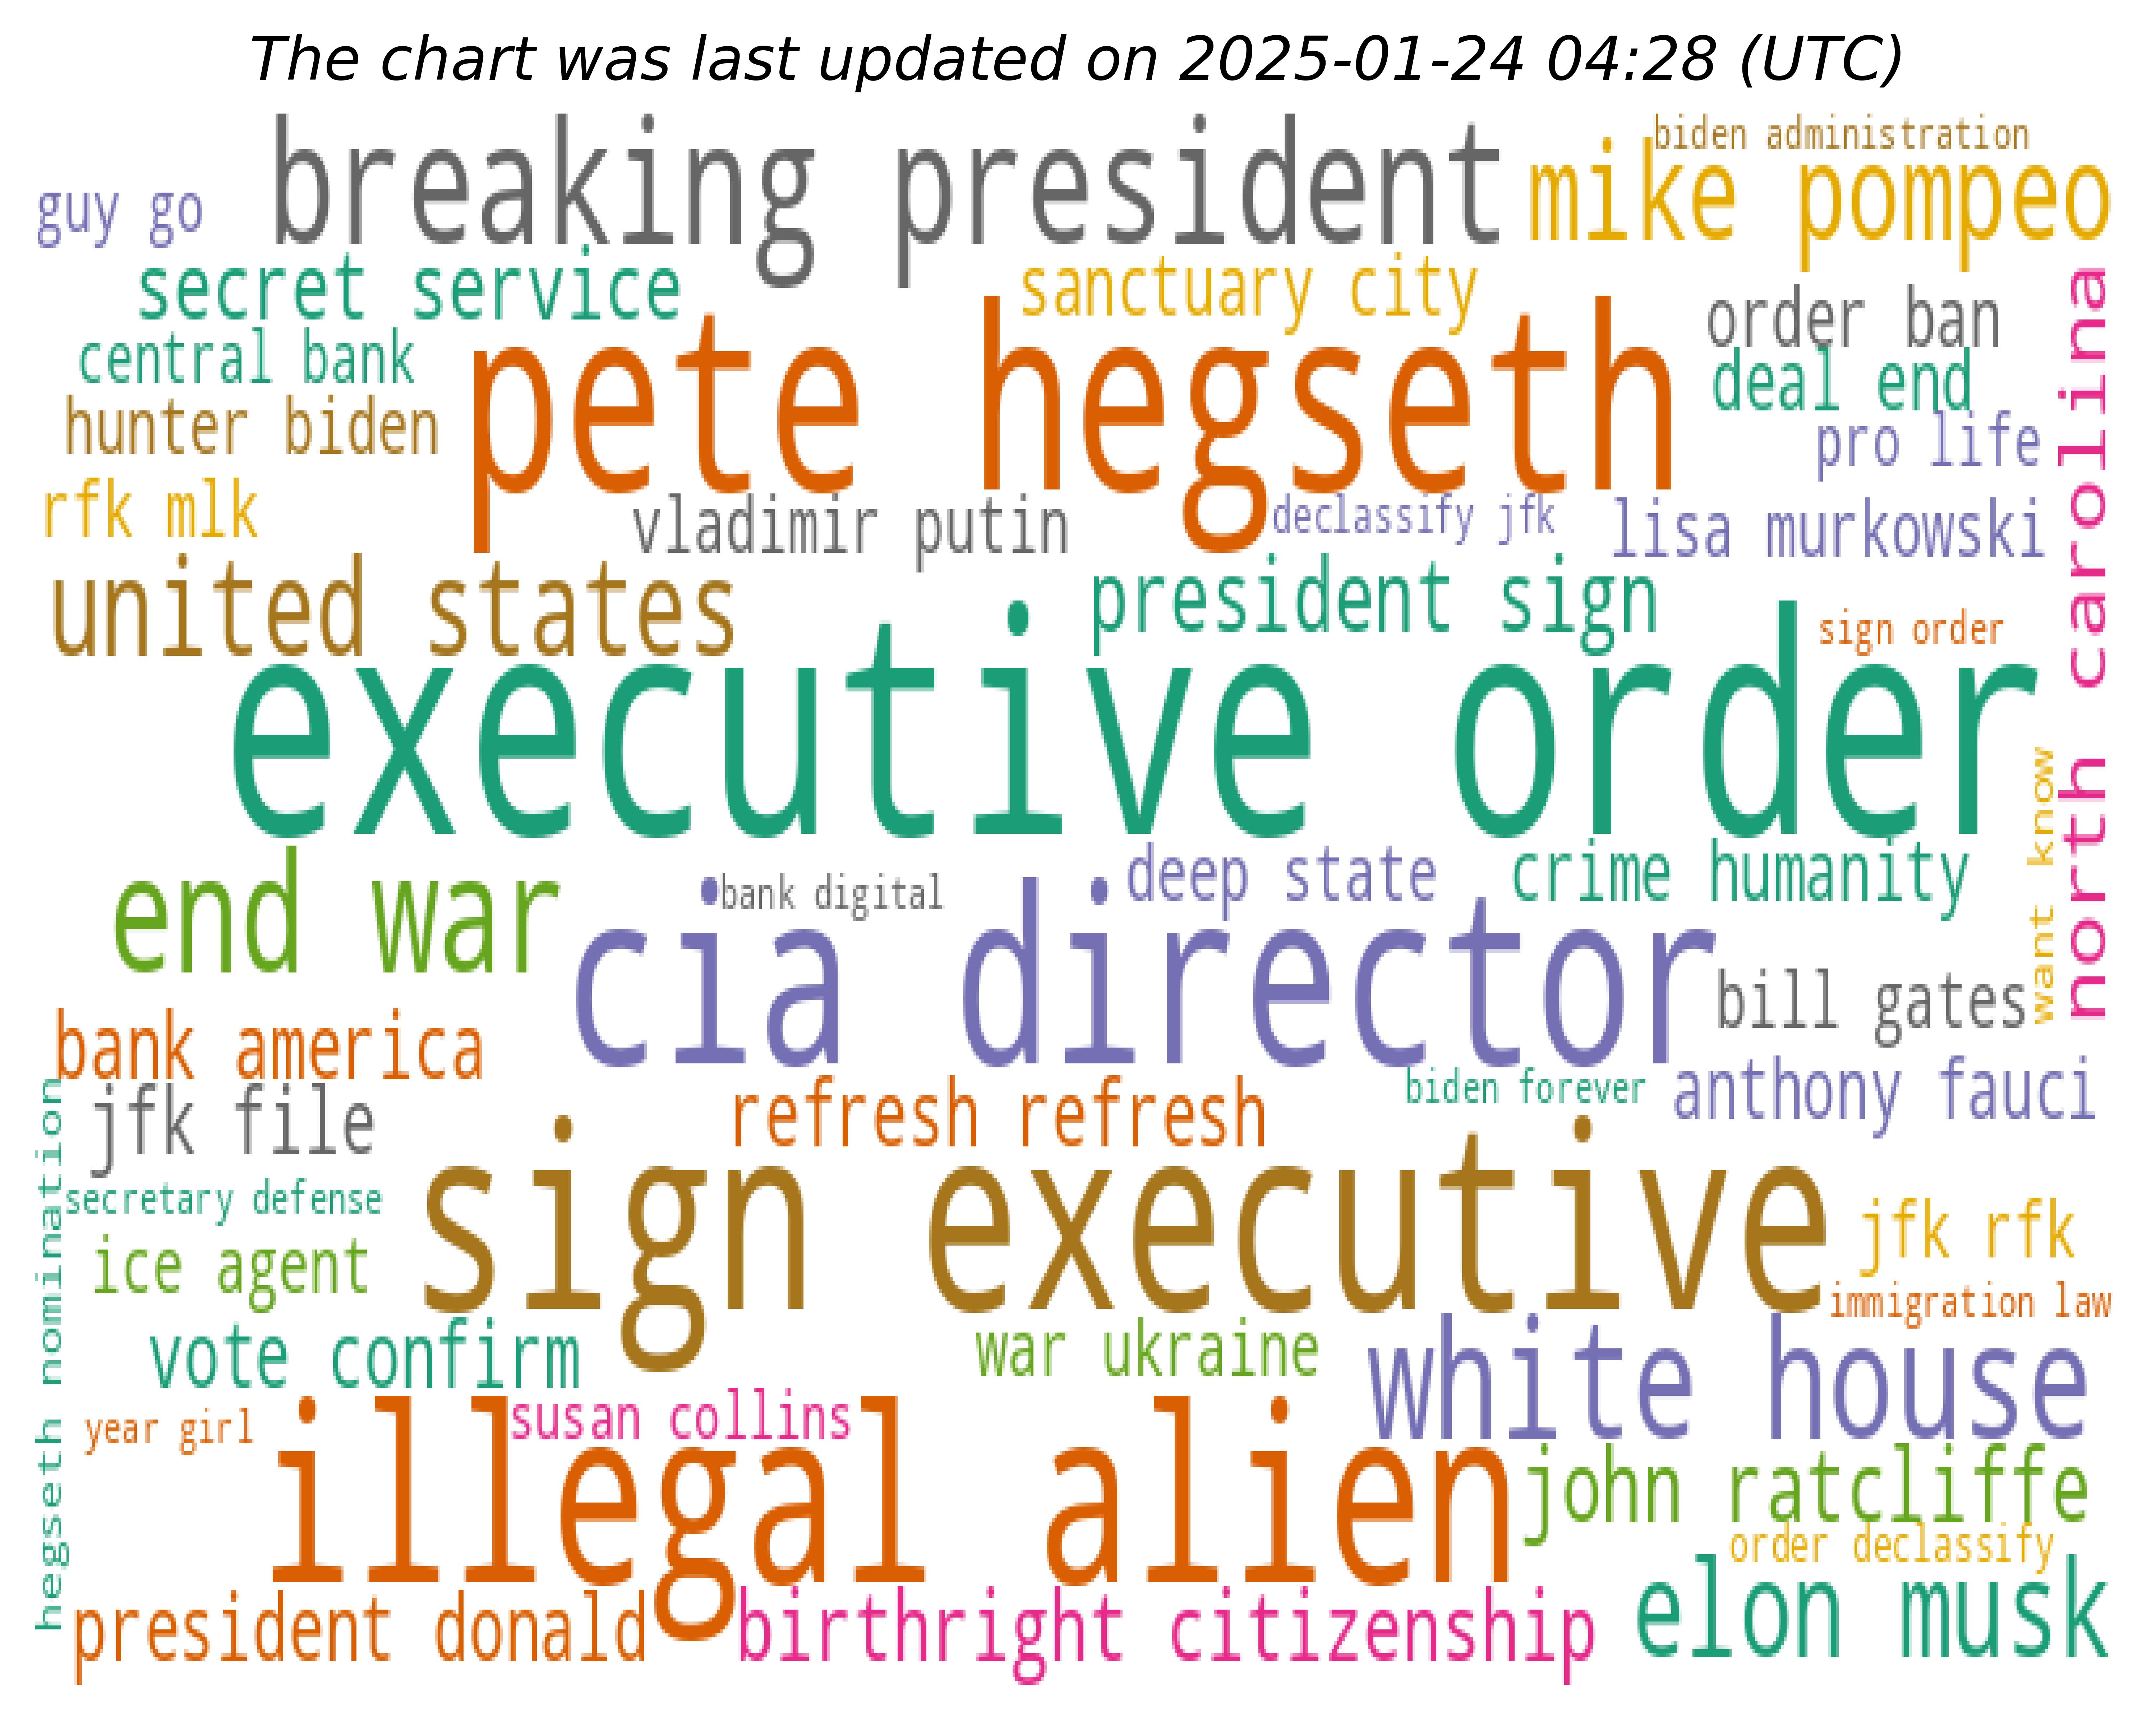 The chart was last updated on 2025-01-24 04:28 (UTC)
biden administration
breaking president
mike pompeo
guy go
secret service
sanctuary city
order ban
central bank
pete hegseth
deal end
hunter biden
pro life
north carolina
rfk mlk
vladimir putin
declassify jfk
lisa murkowski
united states
president sign
sign order
executive order
want know
end war
bank digital
deep state
crime humanity
cia director
bill gates
bank america
jfk file
refresh refresh
biden forever
anthony fauci
hegseth nomination
secretary defense
sign executive
jfk rfk
ice agent
immigration law
vote confirm
war ukraine
white house
year girl
susan collins
illegal alien
john ratcliffe
order declassify
president donald
birthright citizenship
elon musk